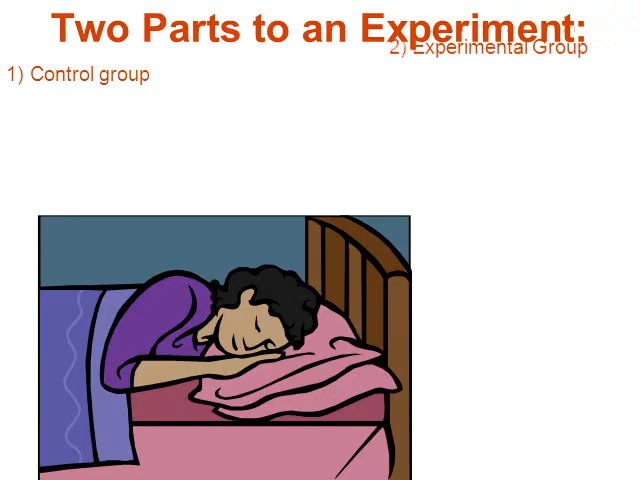 Two Parts to an Experiment:
2) Experimental Group
1) Control group